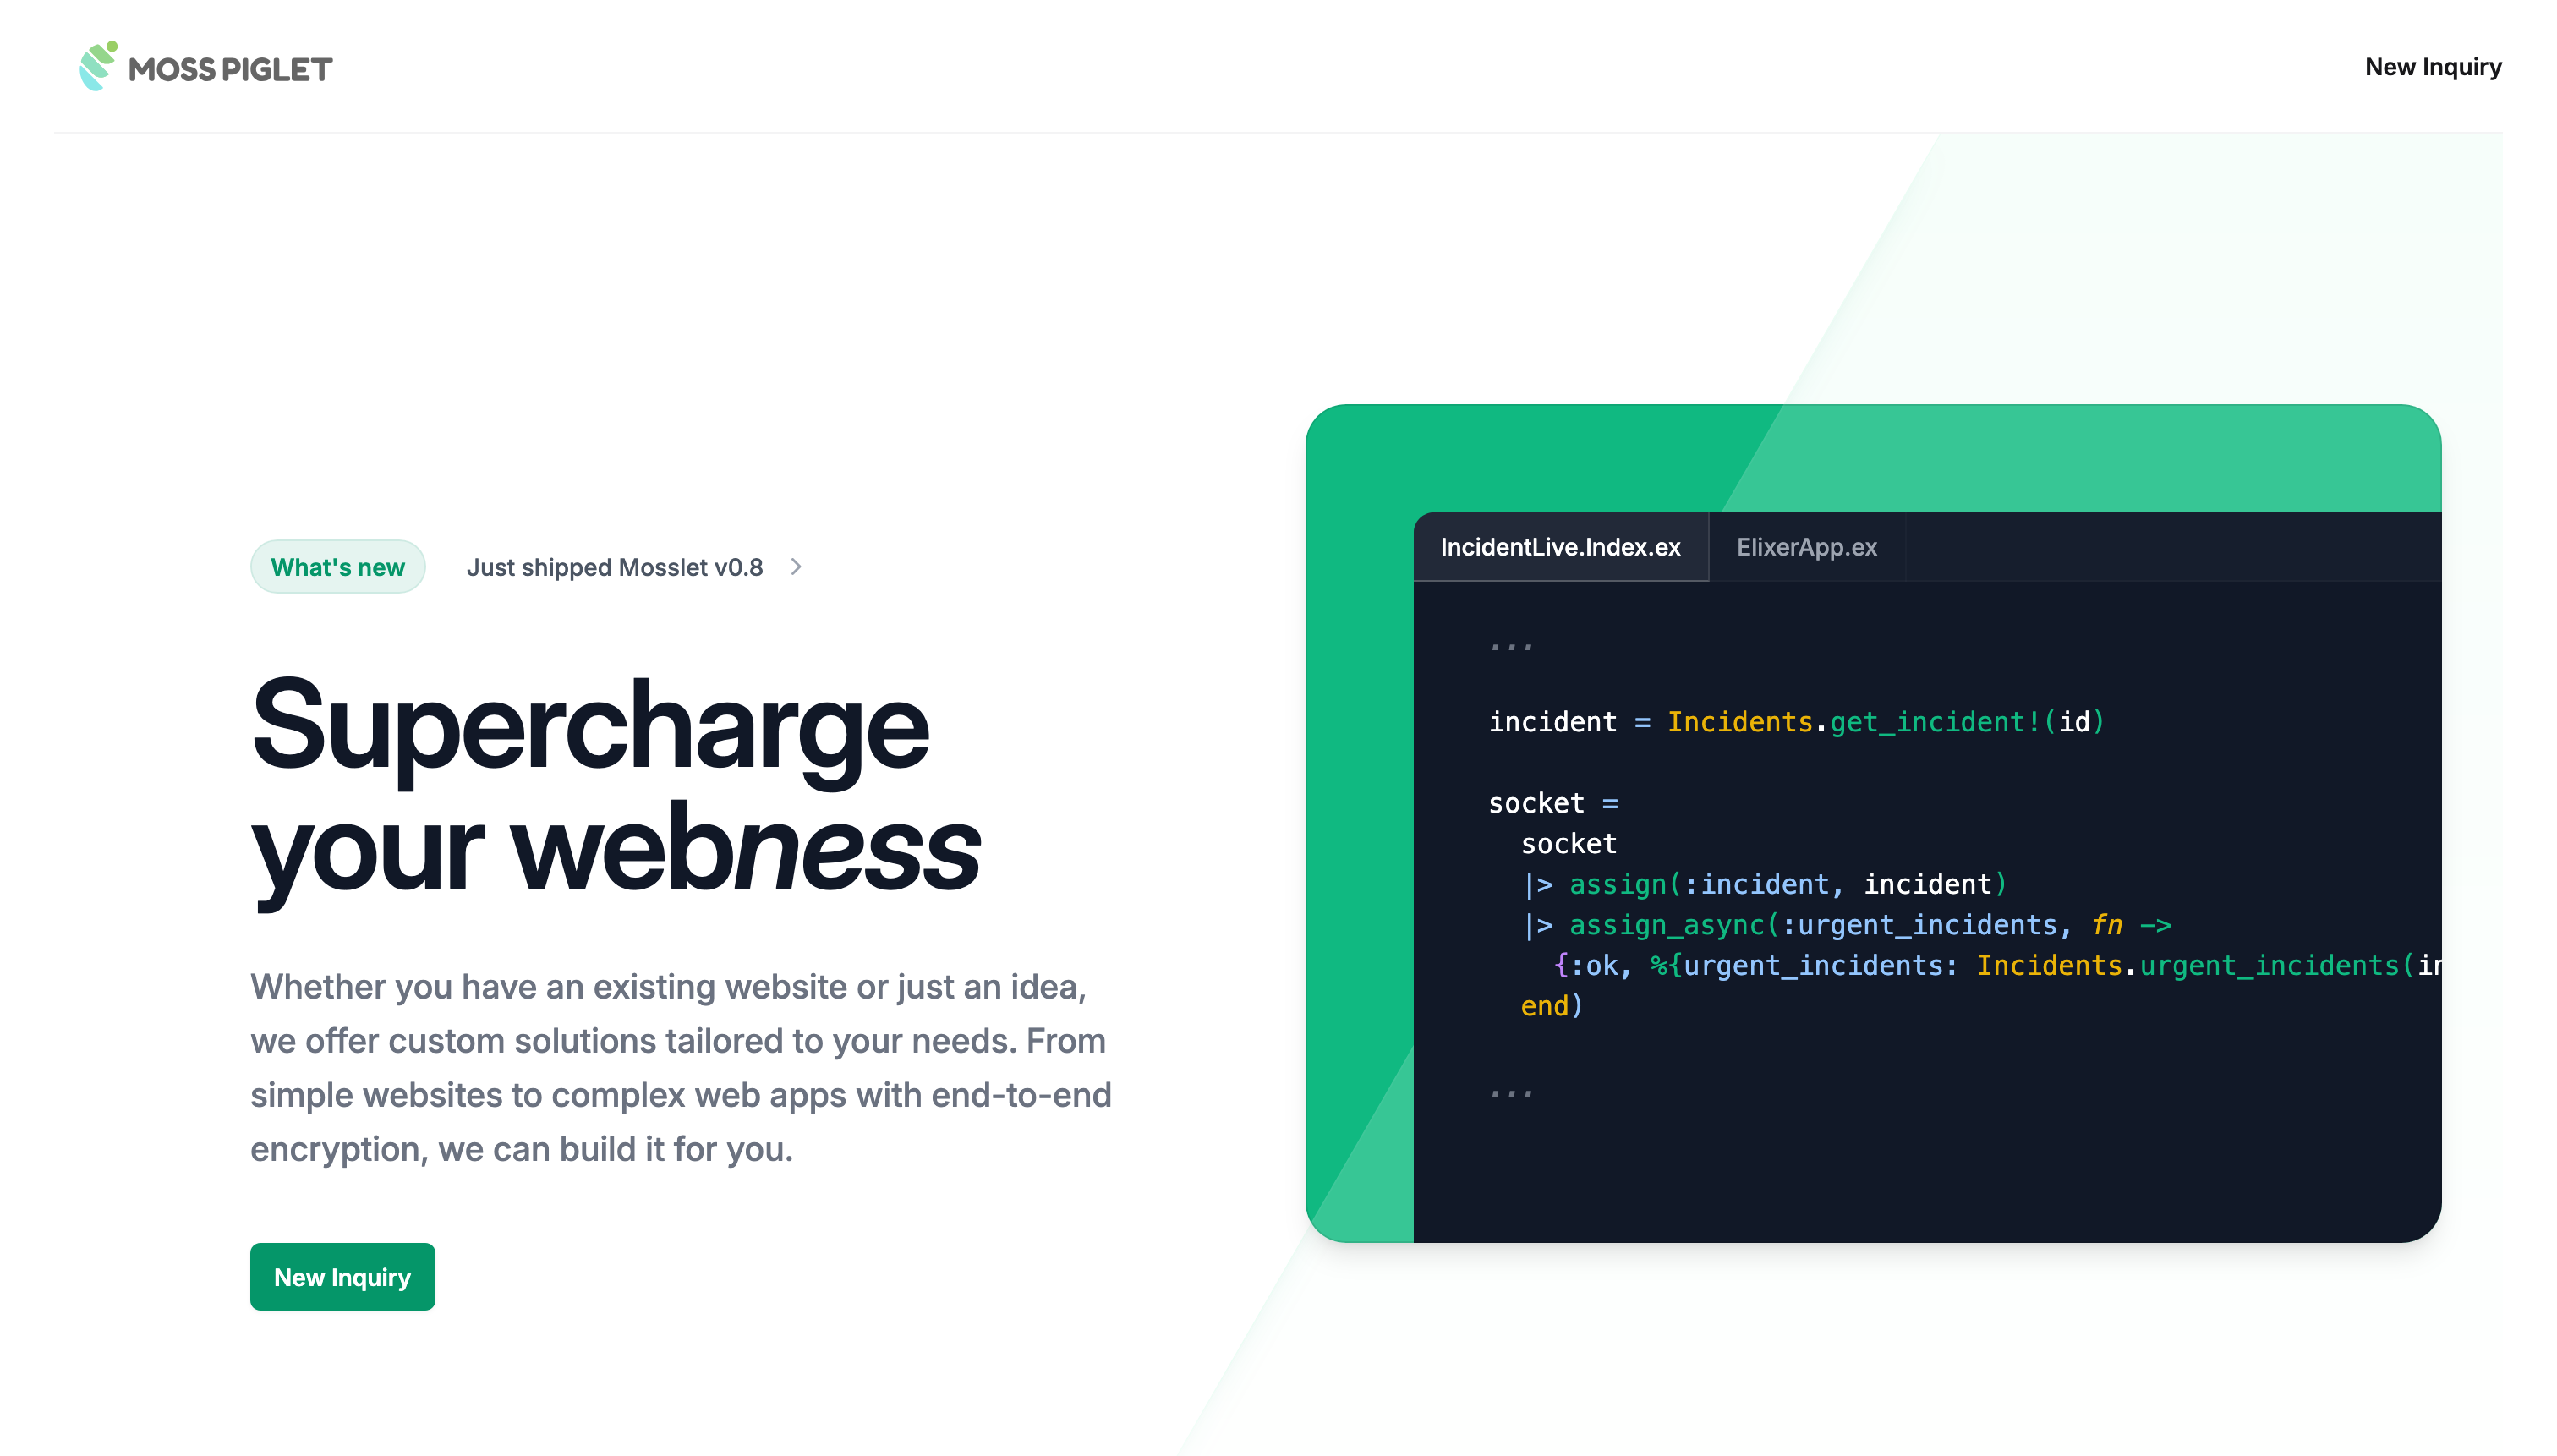 MOSS PIGLET
New Inquiry
What's new
Just shipped Mosslet v0.8
Supercharge
your webness
Whether you have an existing website or just an idea,
we offer custom solutions tailored to your needs. From
simple websites to complex web apps with end-to-end
encryption, we can build it for you.
New Inquiry
IncidentLive.Index.ex
ElixerApp.ex
...
incident = Incidents.get_incident!(id)
socket =
socket
|> assign(:incident, incident)
|> assign_async(:urgent_incidents, fn ->
{:ok, %{urgent_incidents: Incidents.urgent_incidents(in
end)
...